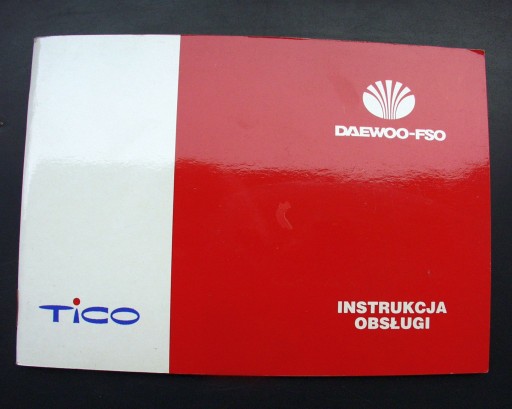 DAEWOO-FSO
TICO
INSTRUKCJA
OBSŁUGI